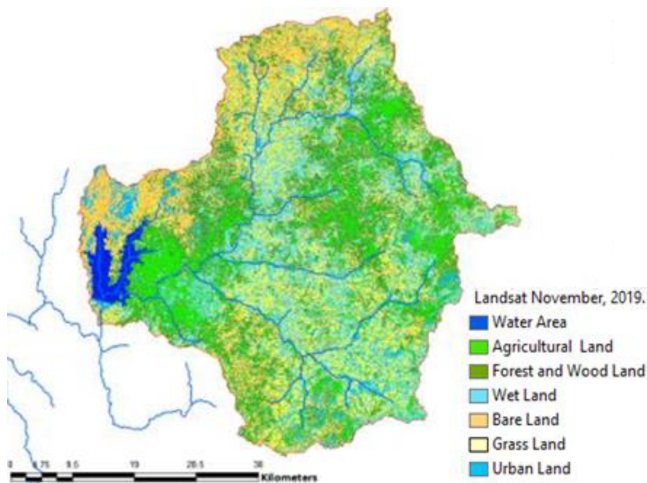 Landsat November, 2019.
Water Area
Agricultural Land
Forest and Wood Land
Wet Land
Bare Land
Grass Land
Urban Land
0 4.75 9.5 19 28.5 38
Kilometers